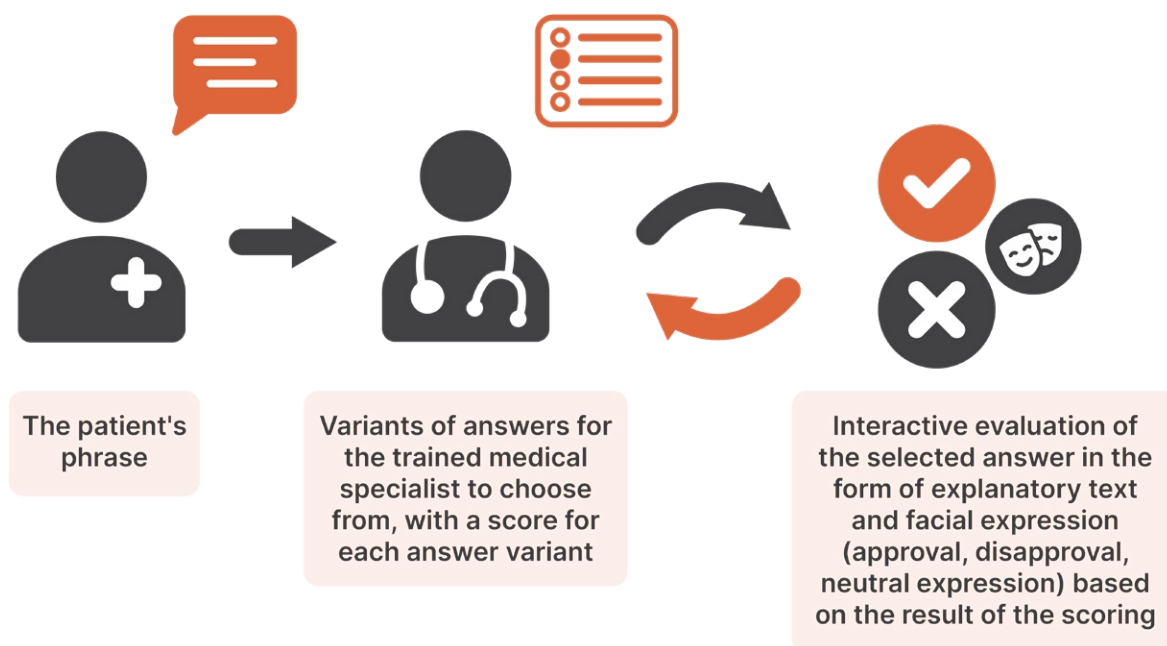 The patient's
phrase
Variants of answers for
the trained medical
specialist to choose
from, with a score for
each answer variant
Interactive evaluation of
the selected answer in the
form of explanatory text
and facial expression
(approval, disapproval,
neutral expression) based
on the result of the scoring